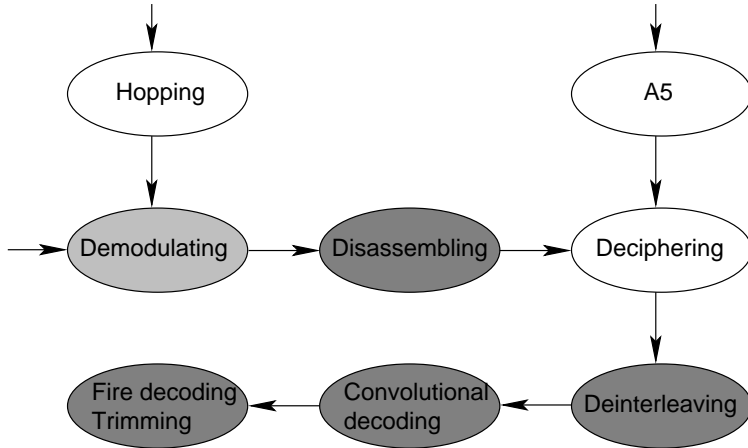 Hopping
A5
Demodulating
Disassembling
Deciphering
Fire decoding
Trimming
Convolutional
decoding
Deinterleaving